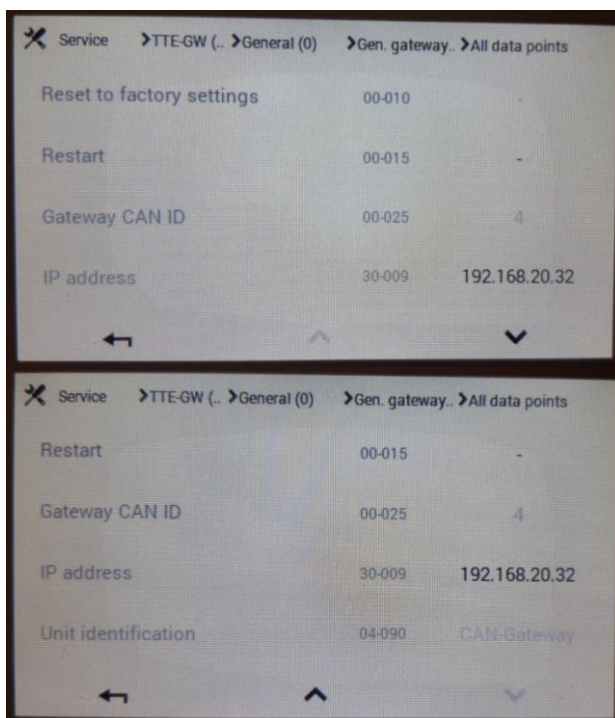 Service >TTE-GW (.. >General (0) >Gen. gateway.. >All data points
Reset to factory settings 00-010 -
Restart 00-015 -
Gateway CAN ID 00-025 4
IP address 30-009 192.168.20.32
Service >TTE-GW (.. >General (0) >Gen. gateway.. >All data points
Restart 00-015 -
Gateway CAN ID 00-025 4
IP address 30-009 192.168.20.32
Unit identification 04-090 CAN-Gateway